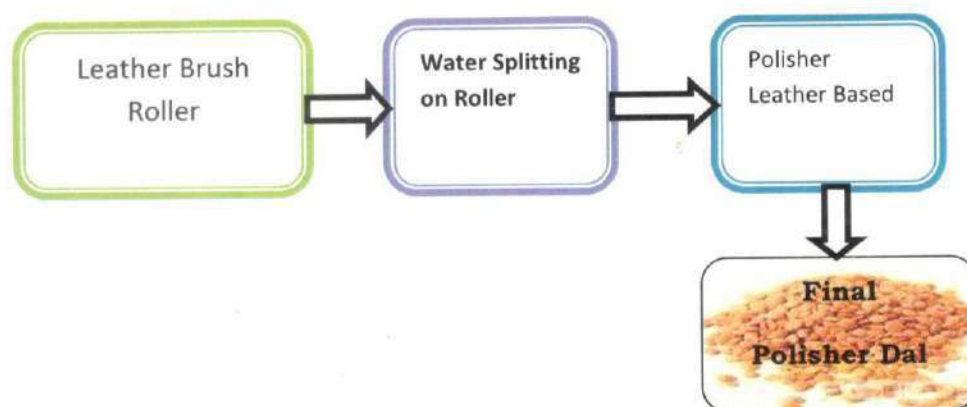 Leather Brush
Roller
Water Splitting
on Roller
Polisher
Leather Based
Final
Polisher Dal